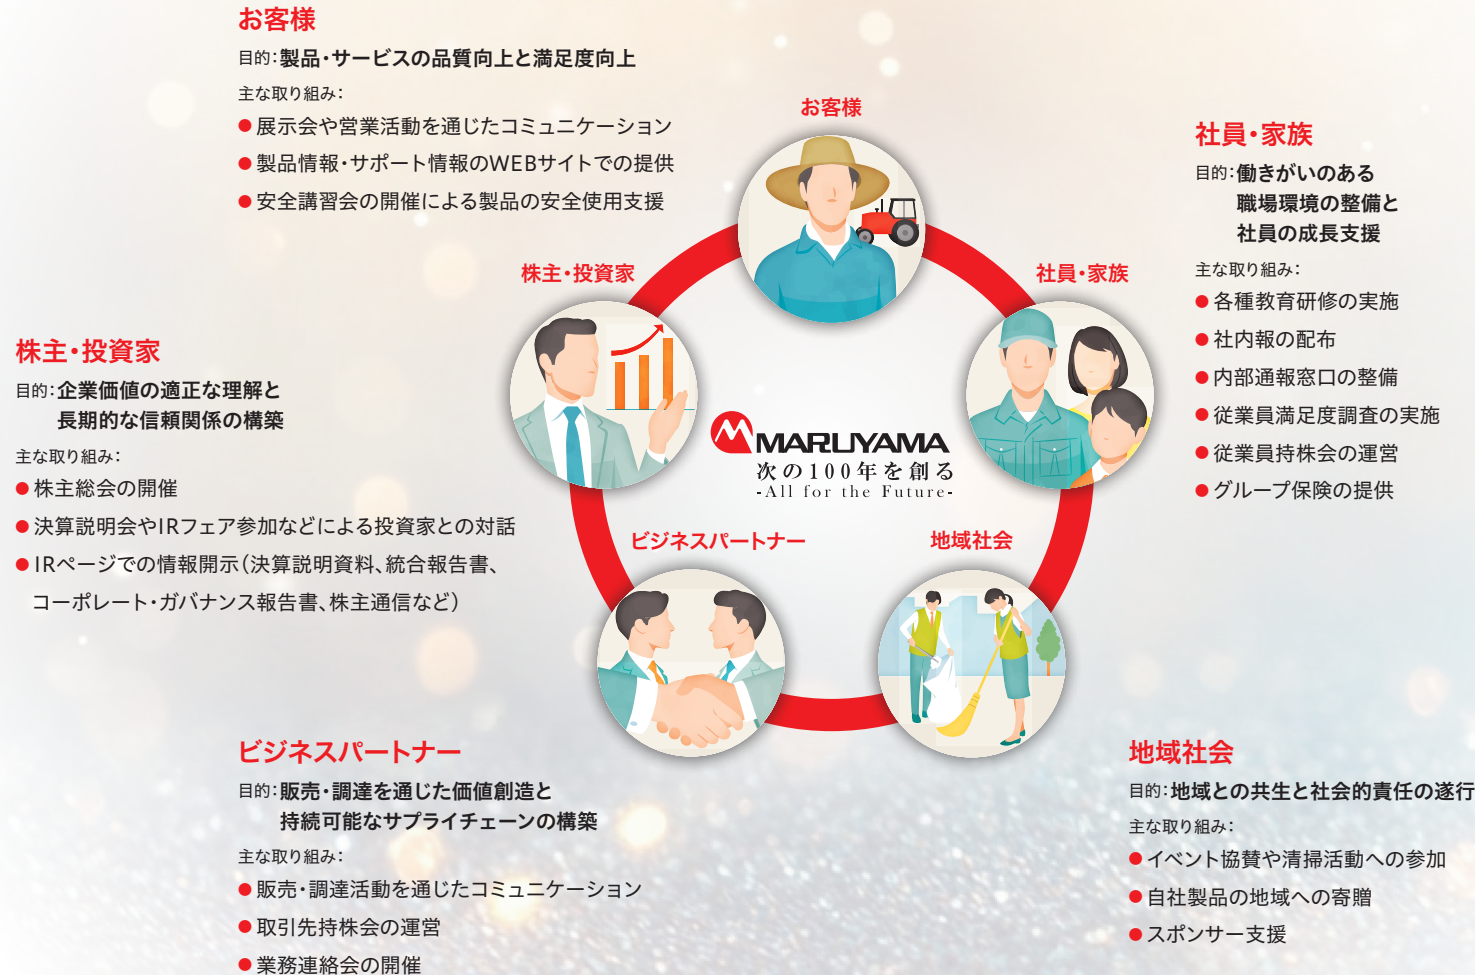 お客様
目的：製品・サービスの品質向上と満足度向上
主な取り組み：
● 展示会や営業活動を通じたコミュニケーション
● 製品情報・サポート情報のWEBサイトでの提供
● 安全講習会の開催による製品の安全使用支援
お客様
社員・家族
目的：働きがいのある
職場環境の整備と
社員の成長支援
主な取り組み：
● 各種教育研修の実施
● 社内報の配布
● 内部通報窓口の整備
● 従業員満足度調査の実施
● 従業員持株会の運営
● グループ保険の提供
株主・投資家
社員・家族
株主・投資家
目的：企業価値の適正な理解と
長期的な信頼関係の構築
主な取り組み：
● 株主総会の開催
● 決算説明会やIRフェア参加などによる投資家との対話
● IRページでの情報開示（決算説明資料、統合報告書、
コーポレート・ガバナンス報告書、株主通信など）
MARUYAMA
次の100年を創る
-All for the Future-
ビジネスパートナー
地域社会
ビジネスパートナー
目的：販売・調達を通じた価値創造と
持続可能なサプライチェーンの構築
主な取り組み：
● 販売・調達活動を通じたコミュニケーション
● 取引先持株会の運営
● 業務連絡会の開催
地域社会
目的：地域との共生と社会的責任の遂行
主な取り組み：
● イベント協賛や清掃活動への参加
● 自社製品の地域への寄贈
● スポンサー支援